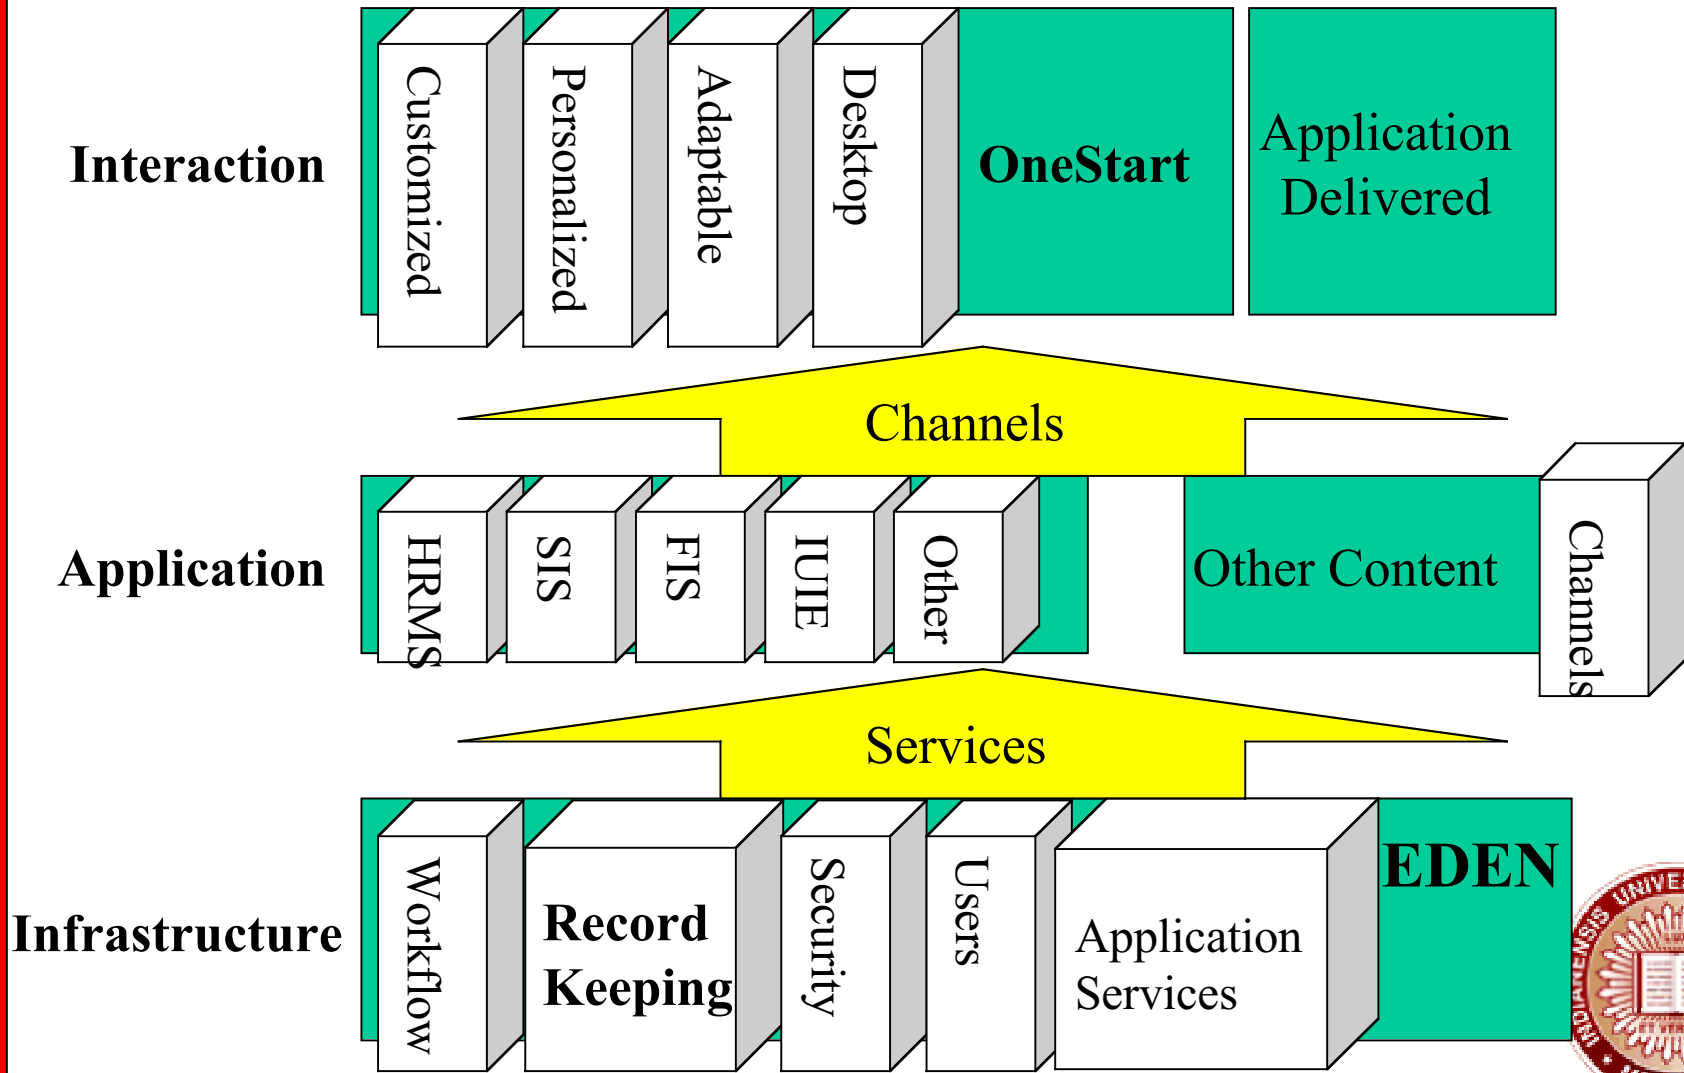 Interaction
Customized
Personalized
Adaptable
Desktop
OneStart
Application
Delivered
Channels
Application
HRMS
SIS
FIS
IUIE
Other
Other Content
Channels
Services
Infrastructure
Workflow
Record
Keeping
Security
Users
Application
Services
EDEN